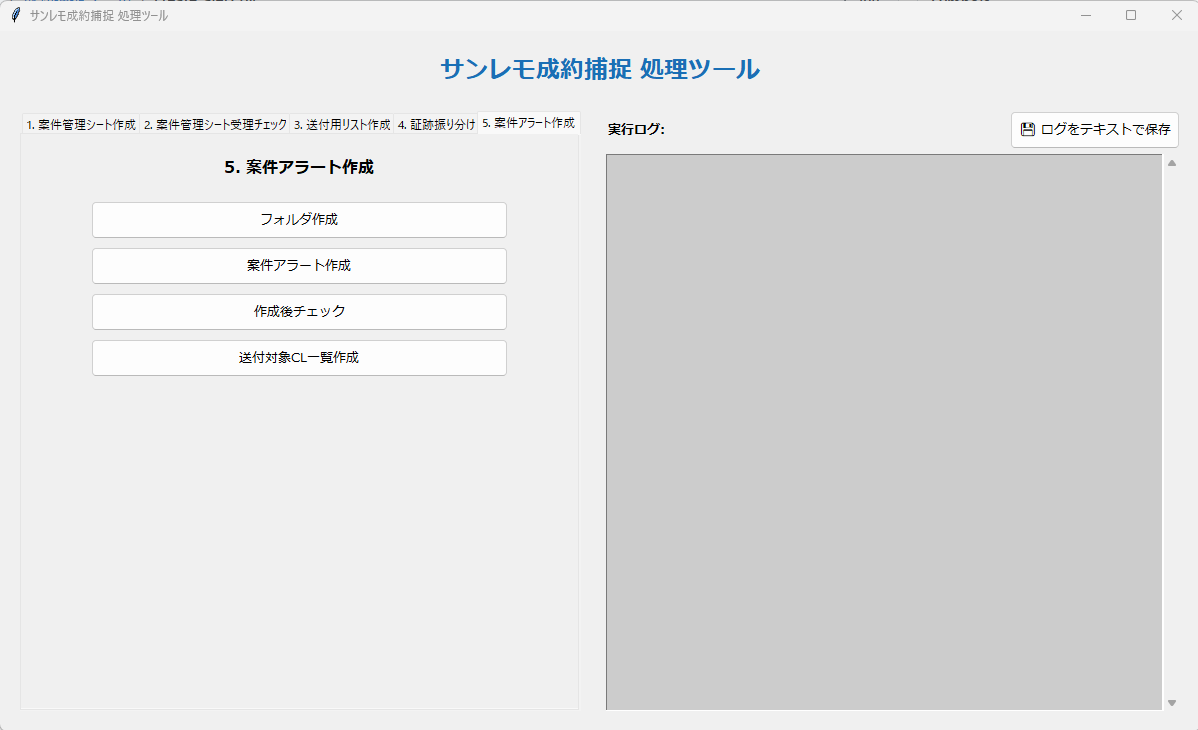 サンレモ成約捕捉 処理ツール
サンレモ成約捕捉 処理ツール
1. 案件管理シート作成 2. 案件管理シート受理チェック 3. 送付用リスト作成 4. 証跡振り分け 5. 案件アラート作成
5. 案件アラート作成
フォルダ作成
案件アラート作成
作成後チェック
送付対象CL一覧作成
実行ログ:
ログをテキストで保存